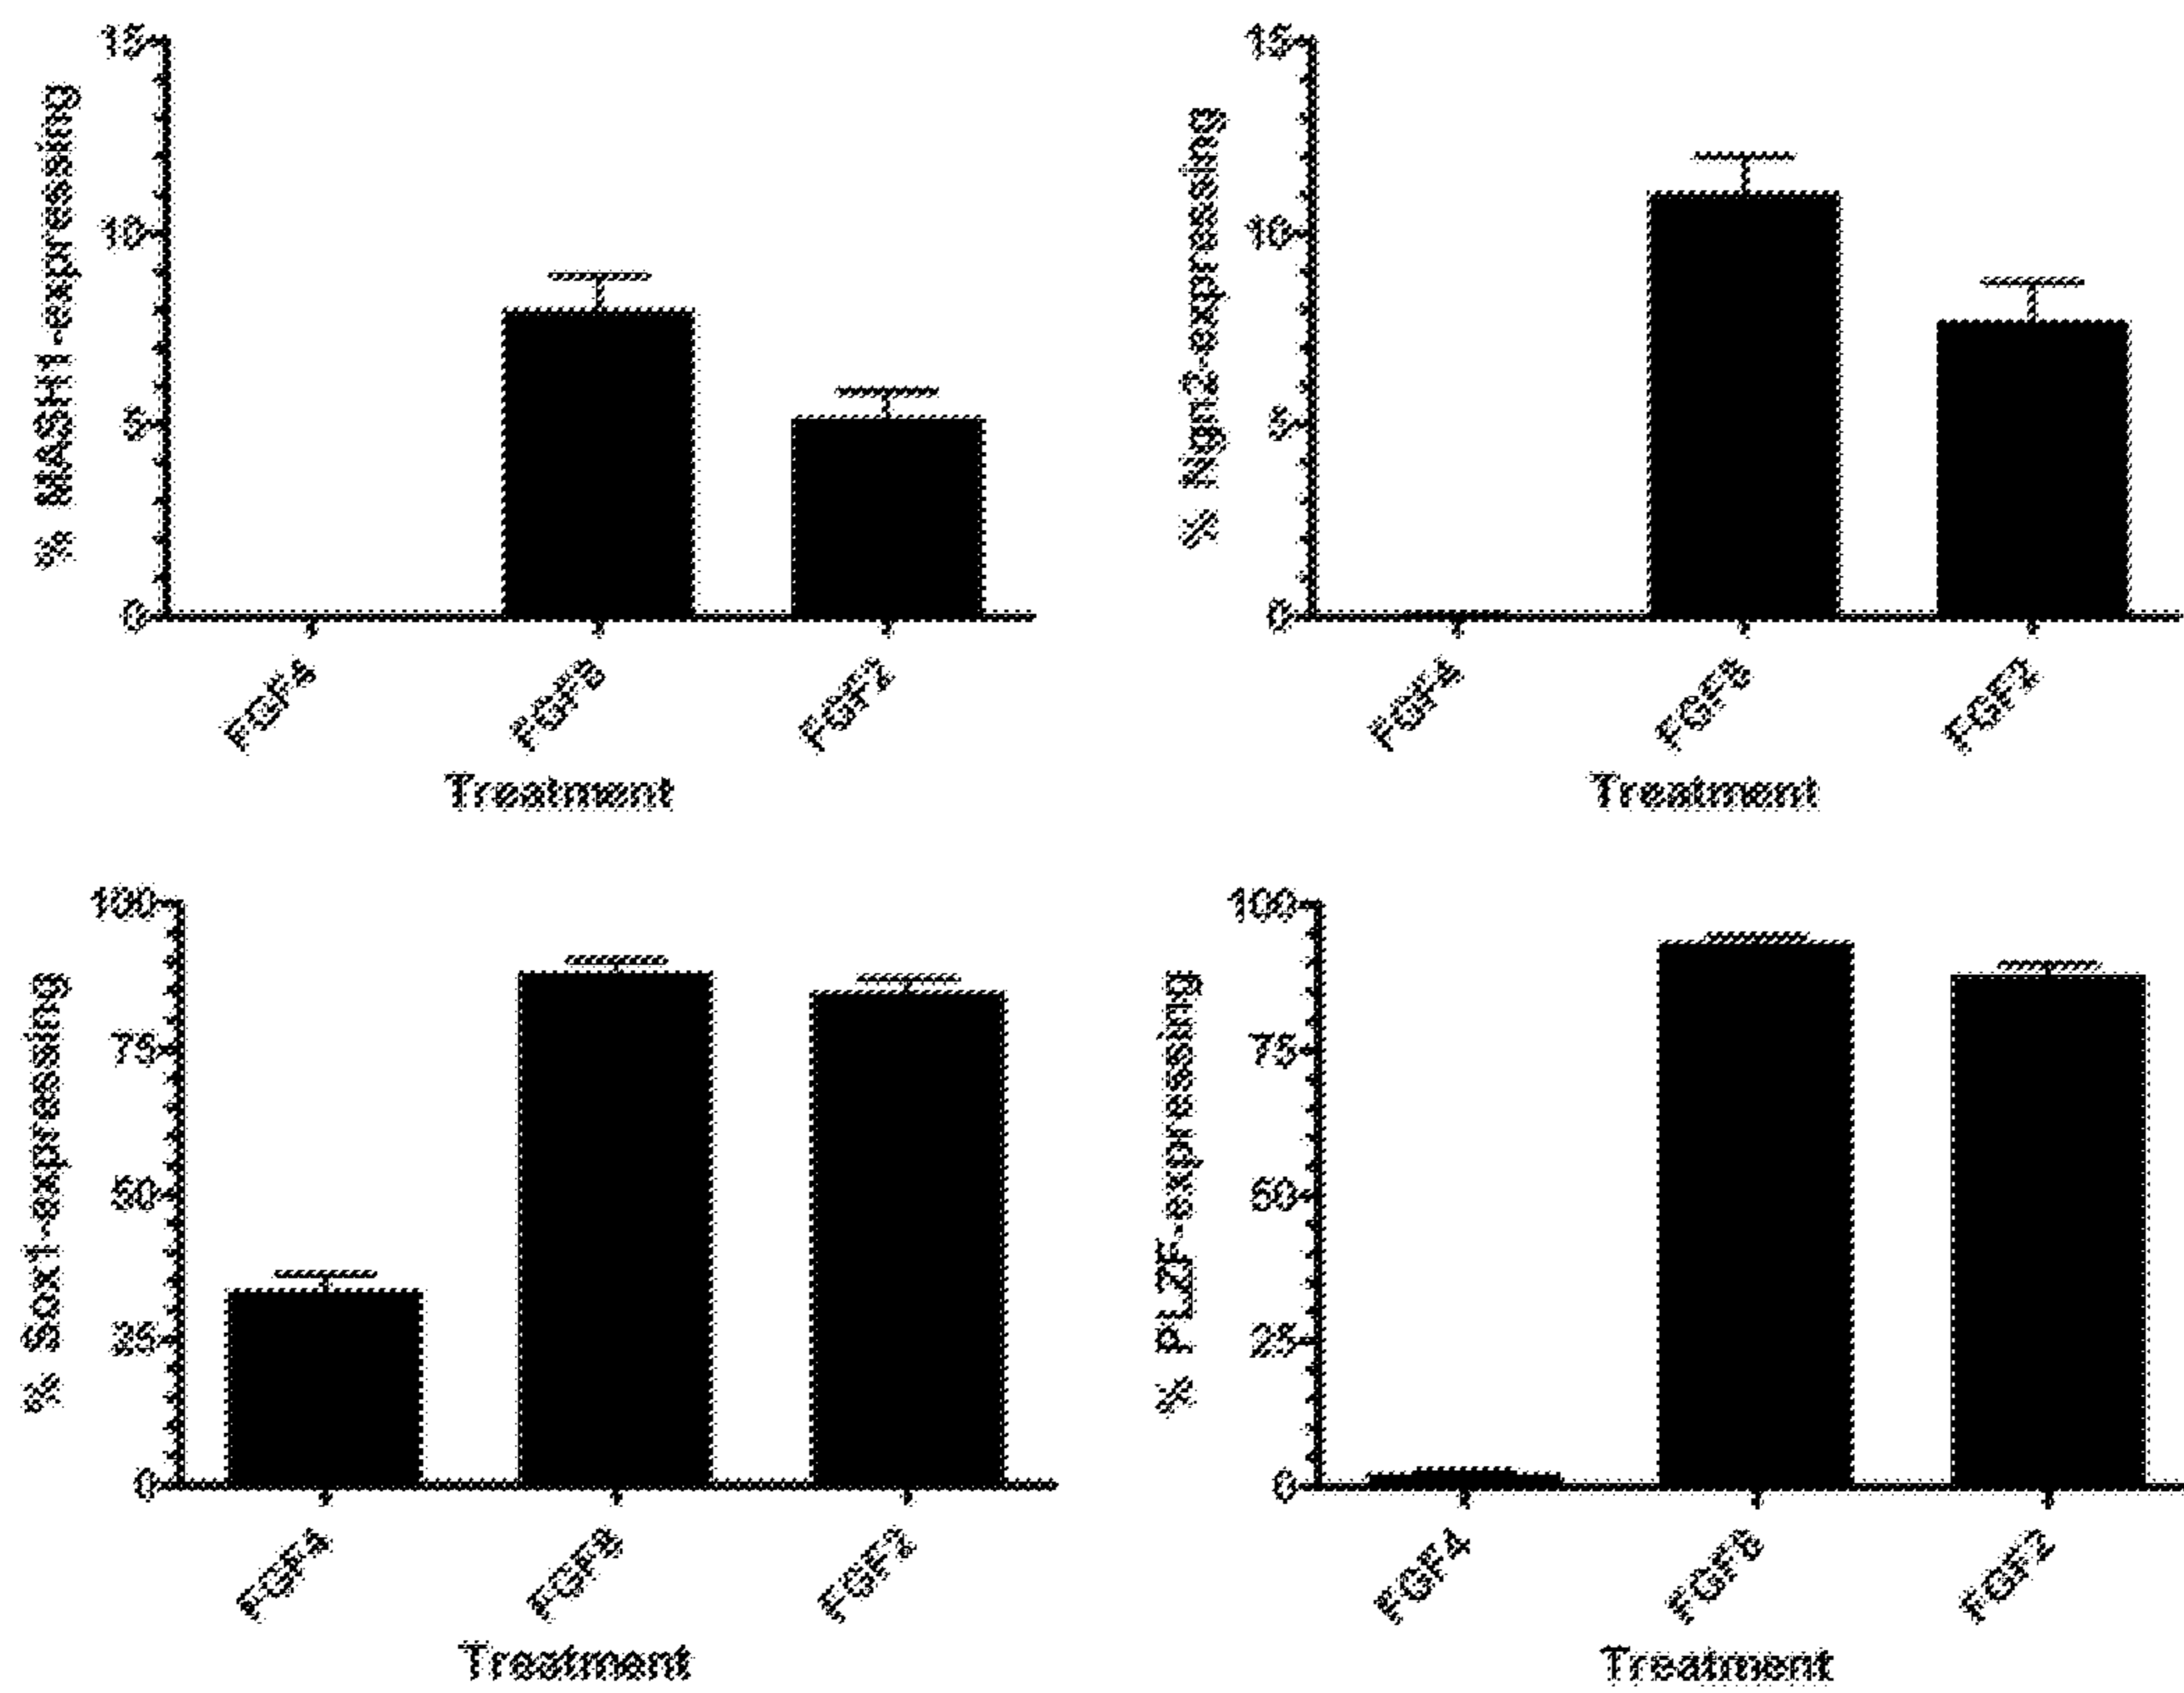 15
10
5
0
% MASH1-expressing
FGF4
FGF8
FGF2
Treatment
15
10
5
0
% Ngn2-expressing
FGF4
FGF8
FGF2
Treatment
100
75
50
25
0
% Sox1-expressing
FGF4
FGF8
FGF2
Treatment
100
75
50
25
0
% PLZF-expressing
FGF4
FGF8
FGF2
Treatment